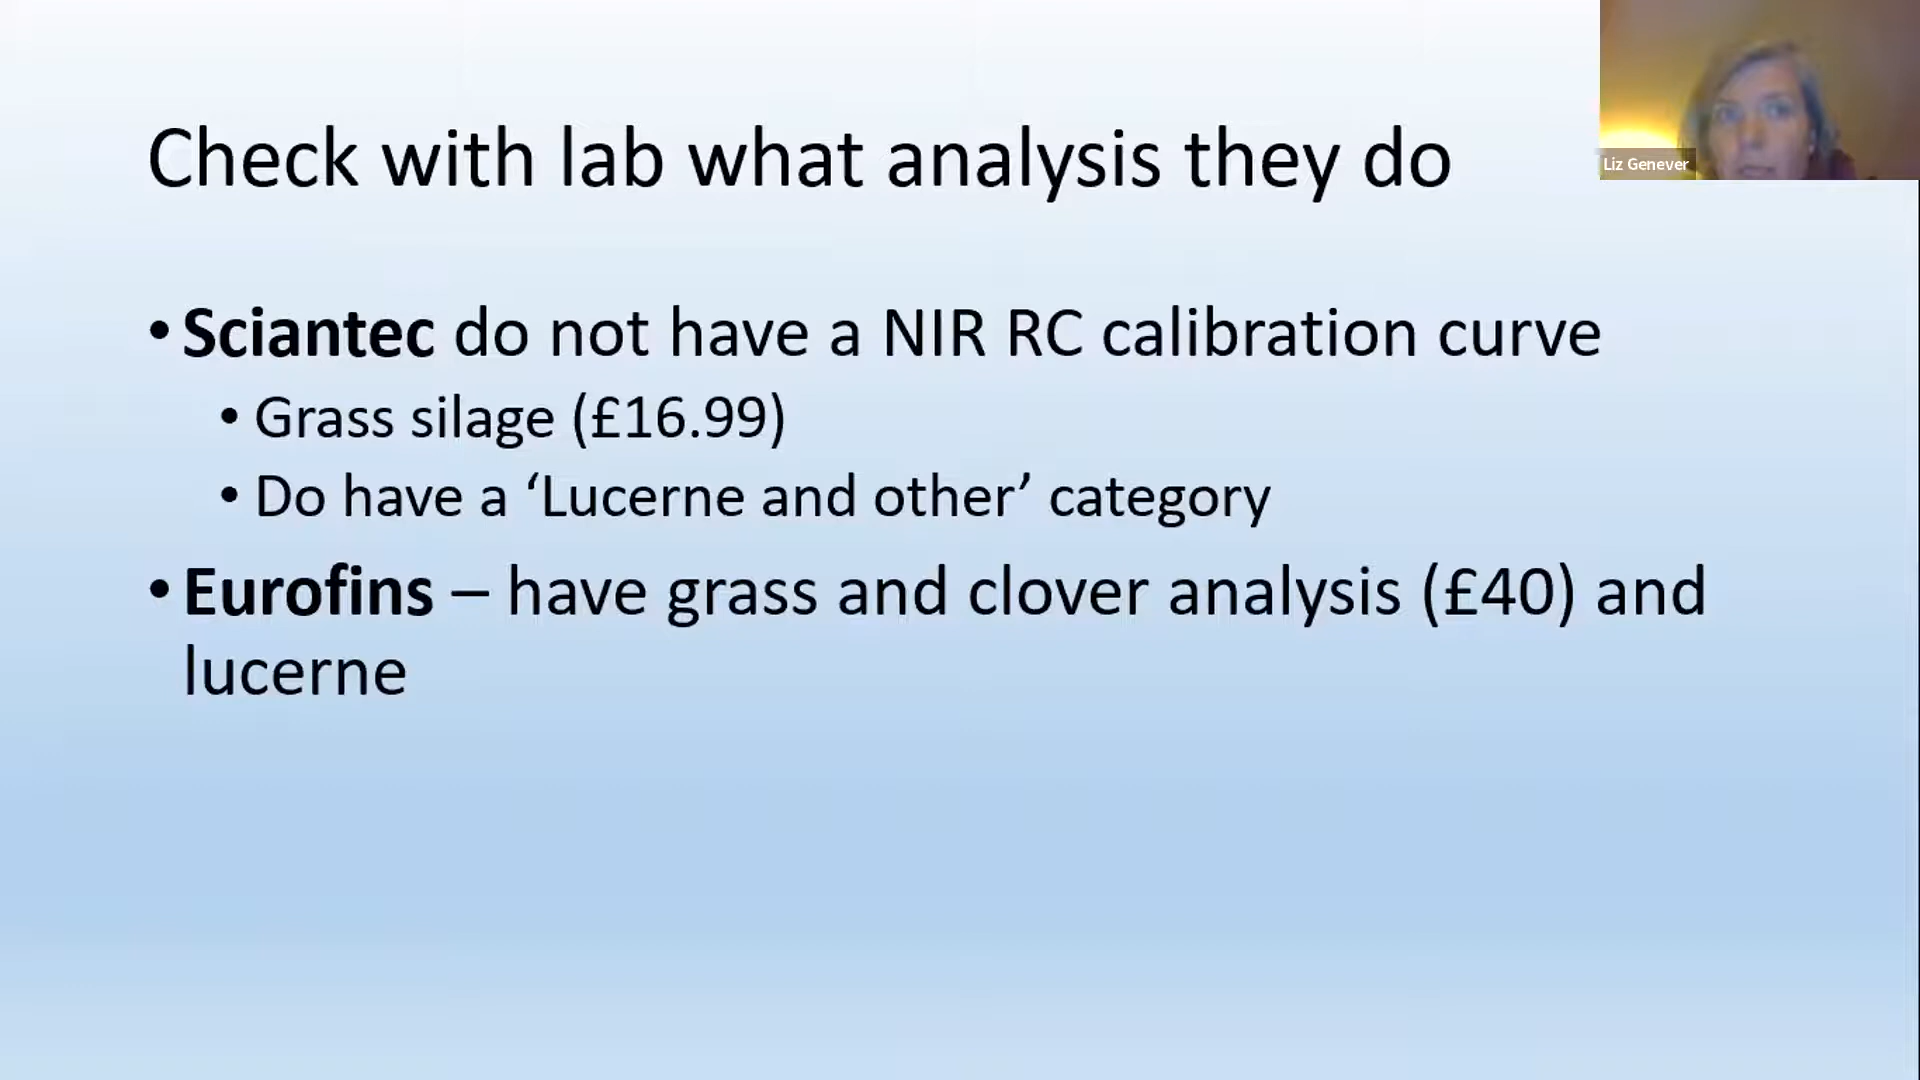 Liz Genever
Check with lab what analysis they do
• Sciantec do not have a NIR RC calibration curve
• Grass silage (£16.99)
• Do have a ‘Lucerne and other’ category
• Eurofins – have grass and clover analysis (£40) and
lucerne